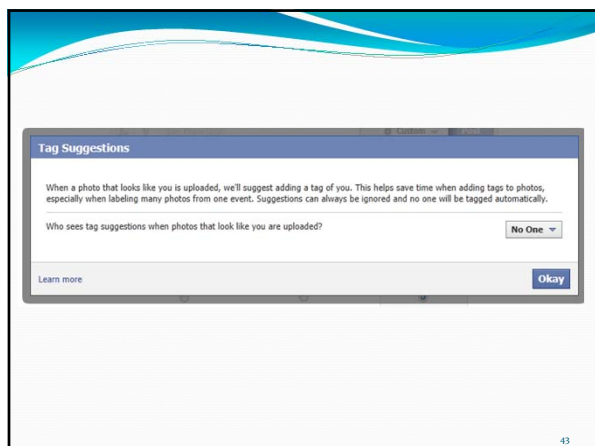 Custom
Tag Suggestions
When a photo that looks like you is uploaded, we'll suggest adding a tag of you. This helps save time when adding tags to photos,
especially when labeling many photos from one event. Suggestions can always be ignored and no one will be tagged automatically.
Who sees tag suggestions when photos that look like you are uploaded?
No One
Learn more
Okay
43